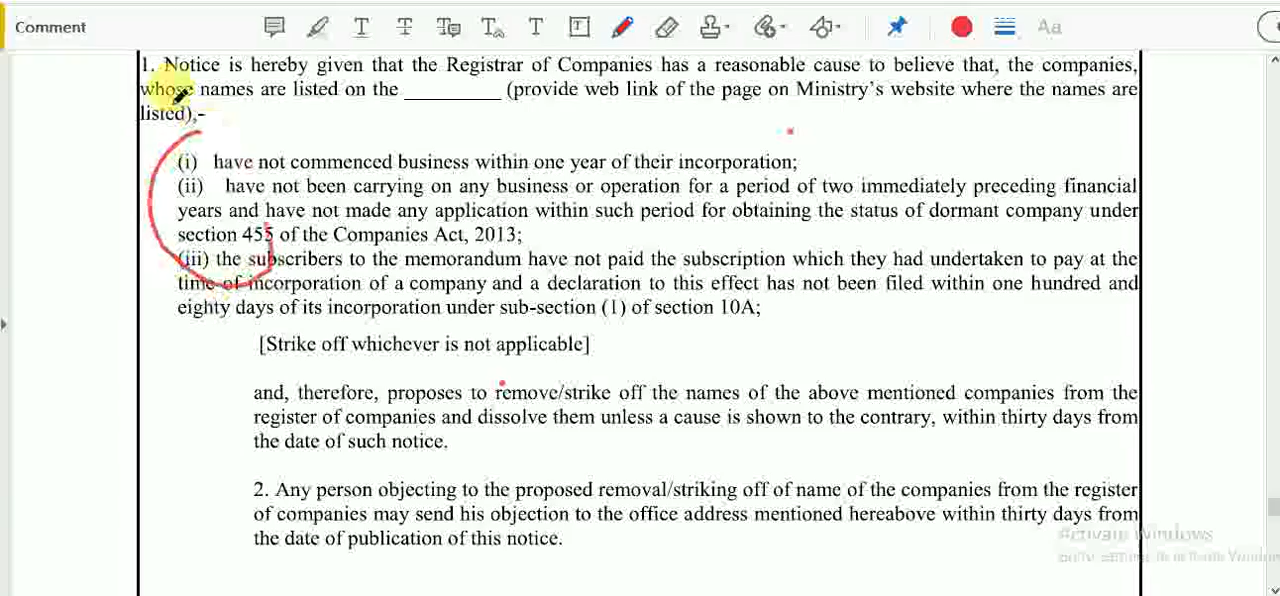 Comment
1. Notice is hereby given that the Registrar of Companies has a reasonable cause to believe that, the companies,
whose names are listed on the __________ (provide web link of the page on Ministry's website where the names are
listed),-
(i) have not commenced business within one year of their incorporation;
(ii) have not been carrying on any business or operation for a period of two immediately preceding financial
years and have not made any application within such period for obtaining the status of dormant company under
section 455 of the Companies Act, 2013;
(iii) the subscribers to the memorandum have not paid the subscription which they had undertaken to pay at the
time of incorporation of a company and a declaration to this effect has not been filed within one hundred and
eighty days of its incorporation under sub-section (1) of section 10A;
[Strike off whichever is not applicable]
and, therefore, proposes to remove/strike off the names of the above mentioned companies from the
register of companies and dissolve them unless a cause is shown to the contrary, within thirty days from
the date of such notice.
2. Any person objecting to the proposed removal/striking off of name of the companies from the register
of companies may send his objection to the office address mentioned hereabove within thirty days from
the date of publication of this notice.
Activate Windows